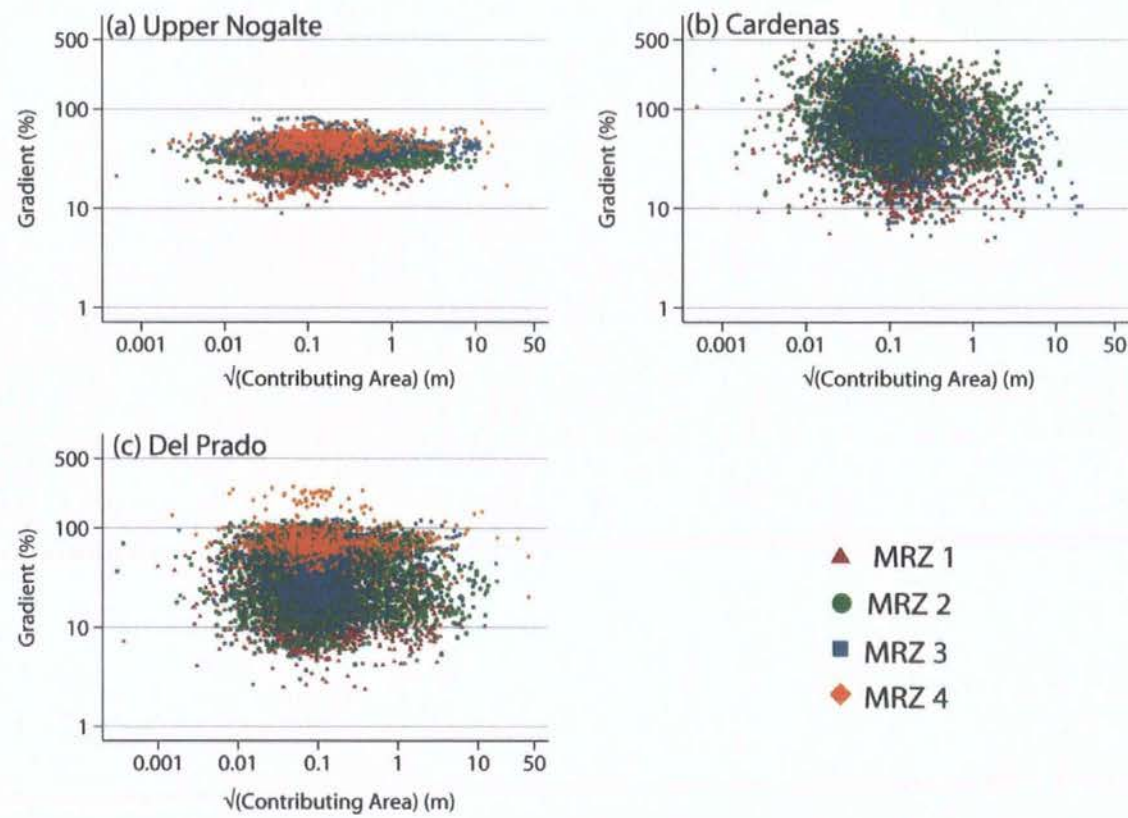 (a) Upper Nogalte
500
100
10
1
Gradient (%)
0.001 0.01 0.1 1 10 50
√(Contributing Area) (m)
(b) Cardenas
500
100
10
1
Gradient (%)
0.001 0.01 0.1 1 10 50
√(Contributing Area) (m)
(c) Del Prado
500
100
10
1
Gradient (%)
0.001 0.01 0.1 1 10 50
√(Contributing Area) (m)
MRZ 1
MRZ 2
MRZ 3
MRZ 4